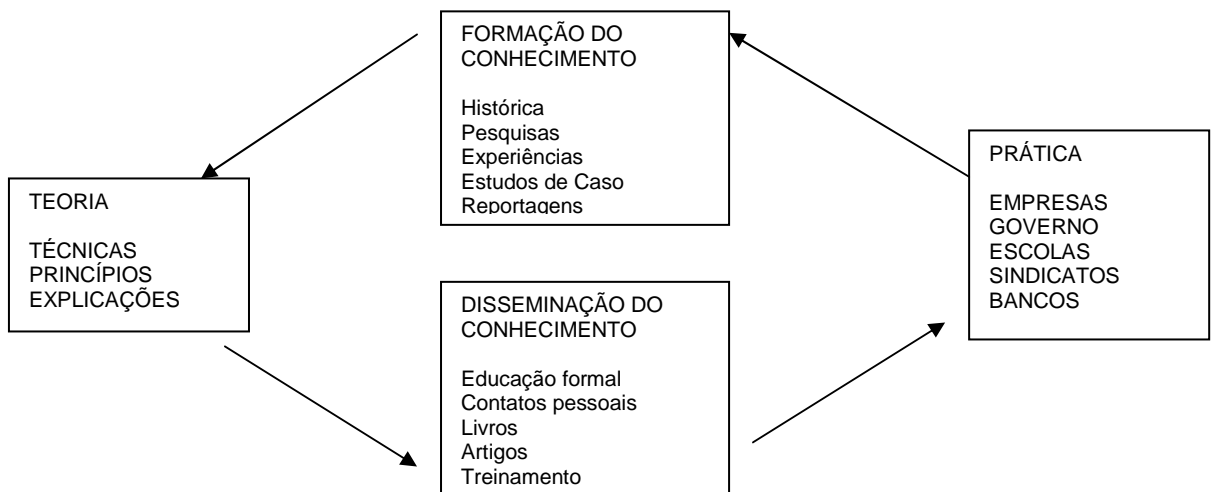 FORMAÇÃO DO
CONHECIMENTO
Histórica
Pesquisas
Experiências
Estudos de Caso
Reportagens
PRÁTICA
EMPRESAS
GOVERNO
ESCOLAS
SINDICATOS
BANCOS
TEORIA
TÉCNICAS
PRINCÍPIOS
EXPLICAÇÕES
DISSEMINAÇÃO DO
CONHECIMENTO
Educação formal
Contatos pessoais
Livros
Artigos
Treinamento